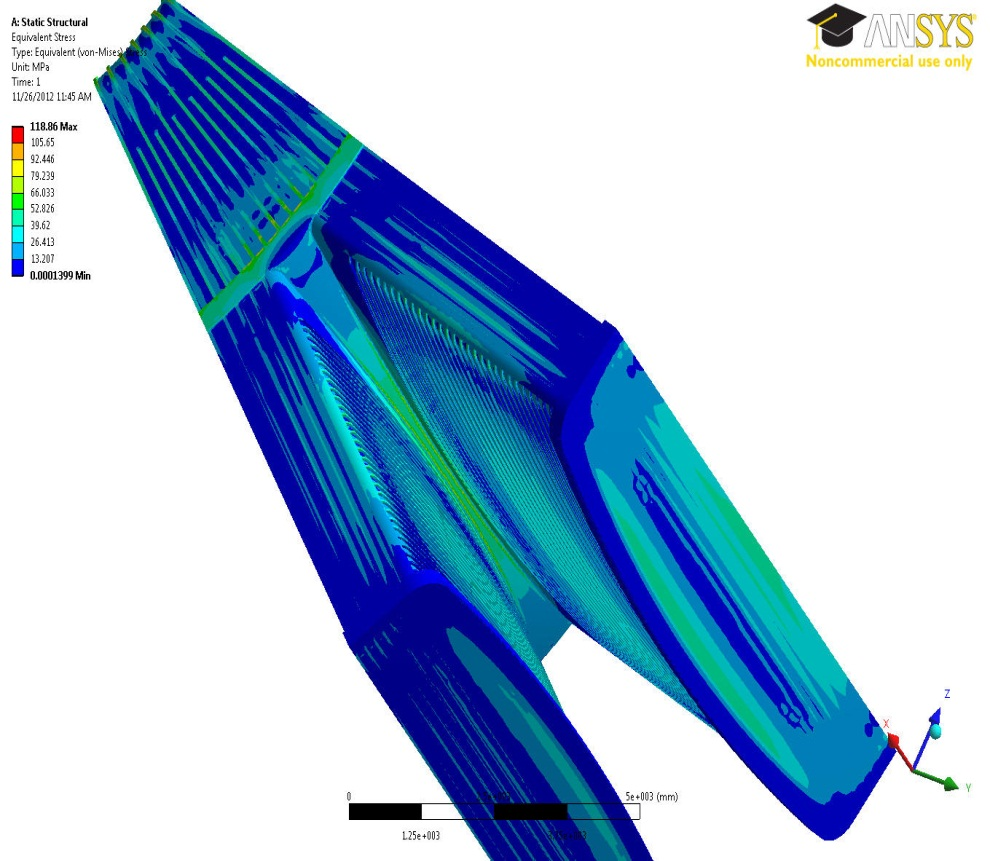 A: Static Structural
Equivalent Stress
Type: Equivalent (von-Mises)
Unit: MPa
Time: 1
11/26/2012 11:45 AM
118.86 Max
105.65
92.446
79.239
66.033
52.826
39.62
26.413
13.207
0.0001399 Min
ANSYS
Noncommercial use only
Z
X
Y
0
5e+003 (mm)
1.25e+003